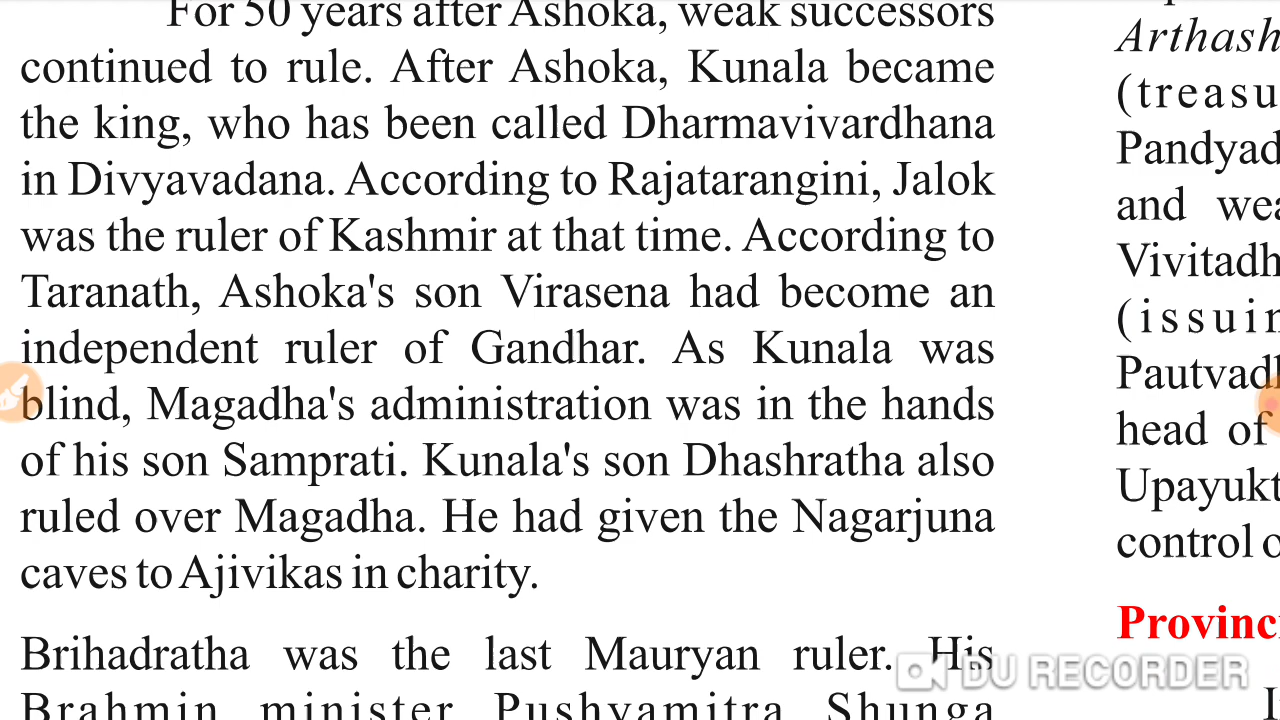 For 50 years after Ashoka, weak successors
continued to rule. After Ashoka, Kunala became
the king, who has been called Dharmavivardhana
in Divyavadana. According to Rajatarangini, Jalok
was the ruler of Kashmir at that time. According to
Taranath, Ashoka's son Virasena had become an
independent ruler of Gandhar. As Kunala was
blind, Magadha's administration was in the hands
of his son Samprati. Kunala's son Dhashratha also
ruled over Magadha. He had given the Nagarjuna
caves to Ajivikas in charity.
Brihadratha was the last Mauryan ruler. His
Brahmin minister Pushyamitra Shunga
Arthash
(treasu
Pandyad
and wea
Vivitadh
(issuin
Pautvadh
head of
Upayukt
control o
Provinci
DU RECORDER